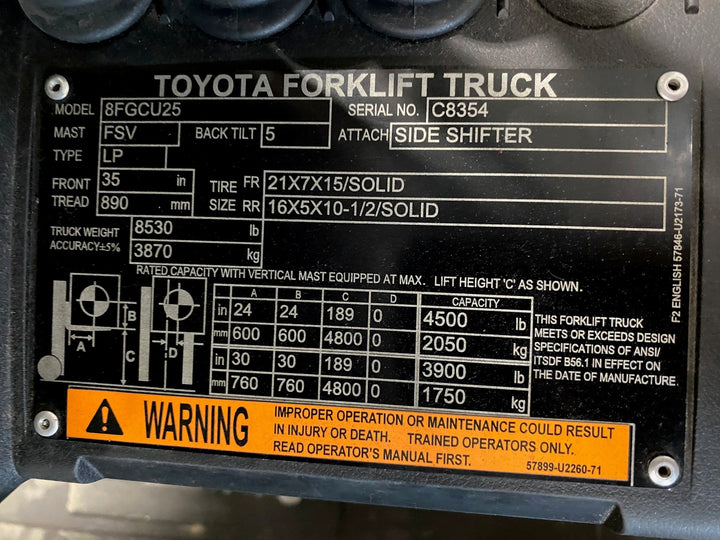 TOYOTA FORKLIFT TRUCK
MODEL 8FGCU25 SERIAL NO. C8354
MAST FSV BACK TILT 5 ATTACH SIDE SHIFTER
TYPE LP
FRONT TREAD 35 in TIRE SIZE FR 21X7X15/SOLID
890 mm RR 16X5X10-1/2/SOLID
TRUCK WEIGHT 8530 lb
ACCURACY±5% 3870 kg
RATED CAPACITY WITH VERTICAL MAST EQUIPPED AT MAX. LIFT HEIGHT 'C' AS SHOWN.
A B C D CAPACITY
in 24 24 189 0 4500 lb
mm 600 600 4800 0 2050 kg
in 30 30 189 0 3900 lb
mm 760 760 4800 0 1750 kg
A B C D
THIS FORKLIFT TRUCK
MEETS OR EXCEEDS DESIGN
SPECIFICATIONS OF ANSI/
ITSDF B56.1 IN EFFECT ON
THE DATE OF MANUFACTURE.
F2 ENGLISH 57846-U2173-71
WARNING
IMPROPER OPERATION OR MAINTENANCE COULD RESULT
IN INJURY OR DEATH. TRAINED OPERATORS ONLY.
READ OPERATOR'S MANUAL FIRST. 57899-U2260-71